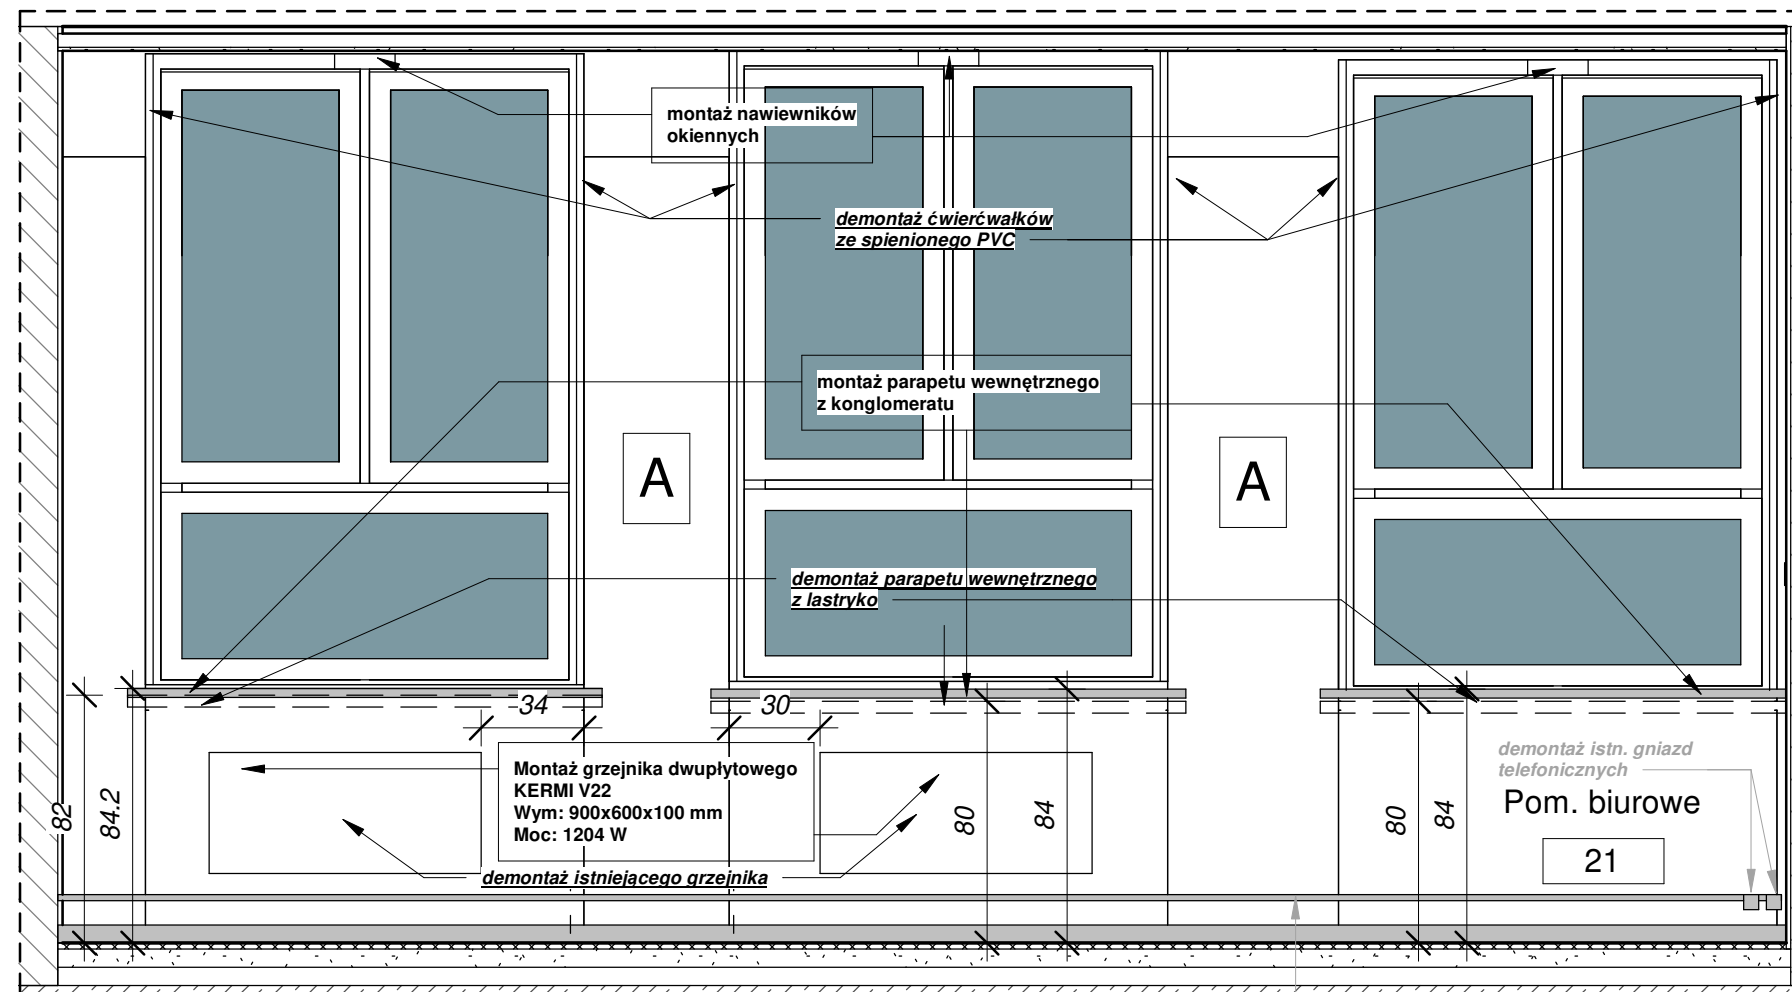 montaż nawiewników
okiennych
demontaż ćwierćwałków
ze spienionego PVC
montaż parapetu wewnętrznego
z konglomeratu
A
A
demontaż parapetu wewnętrznego
z lastryko
34
30
82
84.2
Montaż grzejnika dwupłytowego
KERMI V22
Wym: 900x600x100 mm
Moc: 1204 W
demontaż istniejącego grzejnika
80
84
80
84
demontaż istn. gniazd
telefonicznych
Pom. biurowe
21